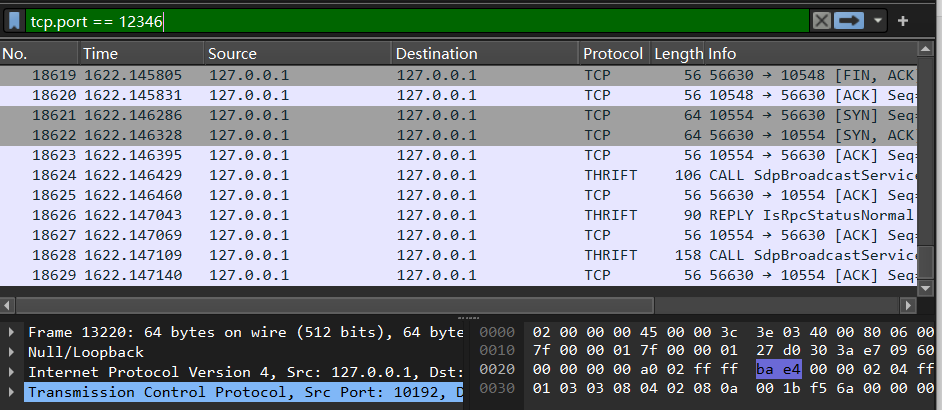 tcp.port == 12346
No. Time Source Destination Protocol Length Info
18619 1622.145805 127.0.0.1 127.0.0.1 TCP 56 56630 → 10548 [FIN, ACK
18620 1622.145831 127.0.0.1 127.0.0.1 TCP 56 10548 → 56630 [ACK] Seq=
18621 1622.146286 127.0.0.1 127.0.0.1 TCP 64 10554 → 56630 [SYN] Seq=
18622 1622.146328 127.0.0.1 127.0.0.1 TCP 64 56630 → 10554 [SYN, ACK
18623 1622.146395 127.0.0.1 127.0.0.1 TCP 56 10554 → 56630 [ACK] Seq=
18624 1622.146429 127.0.0.1 127.0.0.1 THRIFT 106 CALL SdpBroadcastService
18625 1622.146460 127.0.0.1 127.0.0.1 TCP 56 56630 → 10554 [ACK] Seq=
18626 1622.147043 127.0.0.1 127.0.0.1 THRIFT 90 REPLY IsRpcStatusNormal
18627 1622.147069 127.0.0.1 127.0.0.1 TCP 56 10554 → 56630 [ACK] Seq=
18628 1622.147109 127.0.0.1 127.0.0.1 THRIFT 158 CALL SdpBroadcastService
18629 1622.147140 127.0.0.1 127.0.0.1 TCP 56 56630 → 10554 [ACK] Seq=
Frame 13220: 64 bytes on wire (512 bits), 64 byte
Null/Loopback
Internet Protocol Version 4, Src: 127.0.0.1, Dst:
Transmission Control Protocol, Src Port: 10192, D
0000 02 00 00 00 45 00 00 3c 3e 03 40 00 80 06 00
0010 7f 00 00 01 7f 00 00 01 27 d0 30 3a e7 09 60
0020 00 00 00 00 a0 02 ff ff ba e4 00 00 02 04 ff
0030 01 03 03 08 04 02 08 0a 00 1b f5 6a 00 00 00